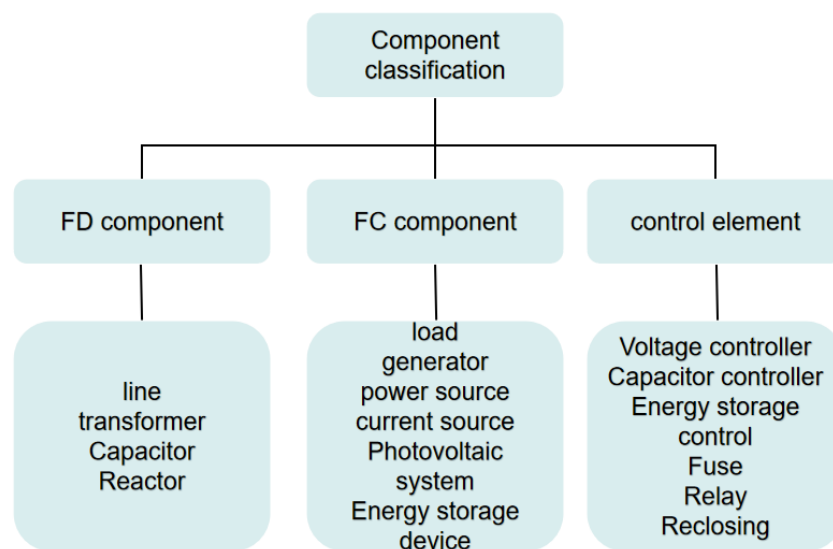 Component
classification
FD component
FC component
control element
line
transformer
Capacitor
Reactor
load
generator
power source
current source
Photovoltaic
system
Energy storage
device
Voltage controller
Capacitor controller
Energy storage
control
Fuse
Relay
Reclosing